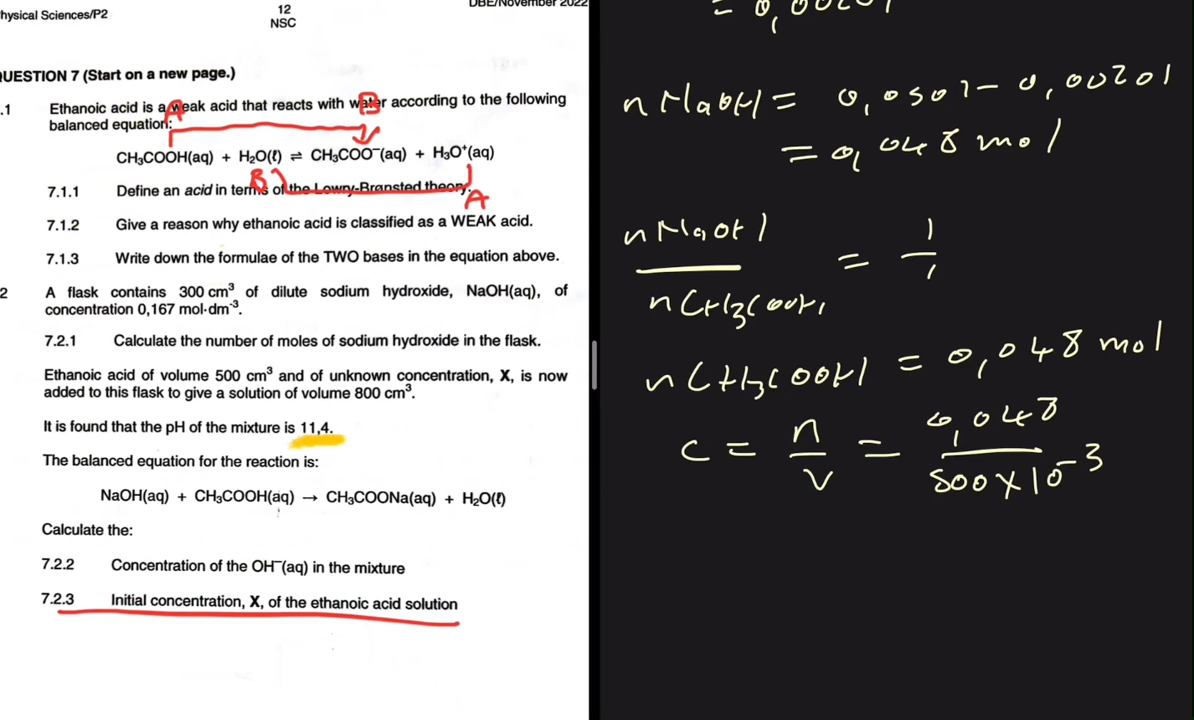 hysical Sciences/P2
12
NSC
DBE/November 2022
UESTION 7 (Start on a new page.)
.1 Ethanoic acid is a weak acid that reacts with water according to the following
balanced equation:
A B
CH₃COOH(aq) + H₂O(ℓ) ⇌ CH₃COO⁻(aq) + H₃O⁺(aq)
B A
7.1.1 Define an acid in terms of the Lowry-Brønsted theory.
7.1.2 Give a reason why ethanoic acid is classified as a WEAK acid.
7.1.3 Write down the formulae of the TWO bases in the equation above.
2 A flask contains 300 cm³ of dilute sodium hydroxide, NaOH(aq), of
concentration 0,167 mol·dm⁻³.
7.2.1 Calculate the number of moles of sodium hydroxide in the flask.
Ethanoic acid of volume 500 cm³ and of unknown concentration, X, is now
added to this flask to give a solution of volume 800 cm³.
It is found that the pH of the mixture is 11,4.
The balanced equation for the reaction is:
NaOH(aq) + CH₃COOH(aq) → CH₃COONa(aq) + H₂O(ℓ)
Calculate the:
7.2.2 Concentration of the OH⁻(aq) in the mixture
7.2.3 Initial concentration, X, of the ethanoic acid solution
= 0,00201
nNaOH = 0,0501 - 0,00201
= 0,048 mol
nNaOH / nCH₃COOH = 1/1
nCH₃COOH = 0,048 mol
c = n/v = 0,048 / 500 × 10⁻³